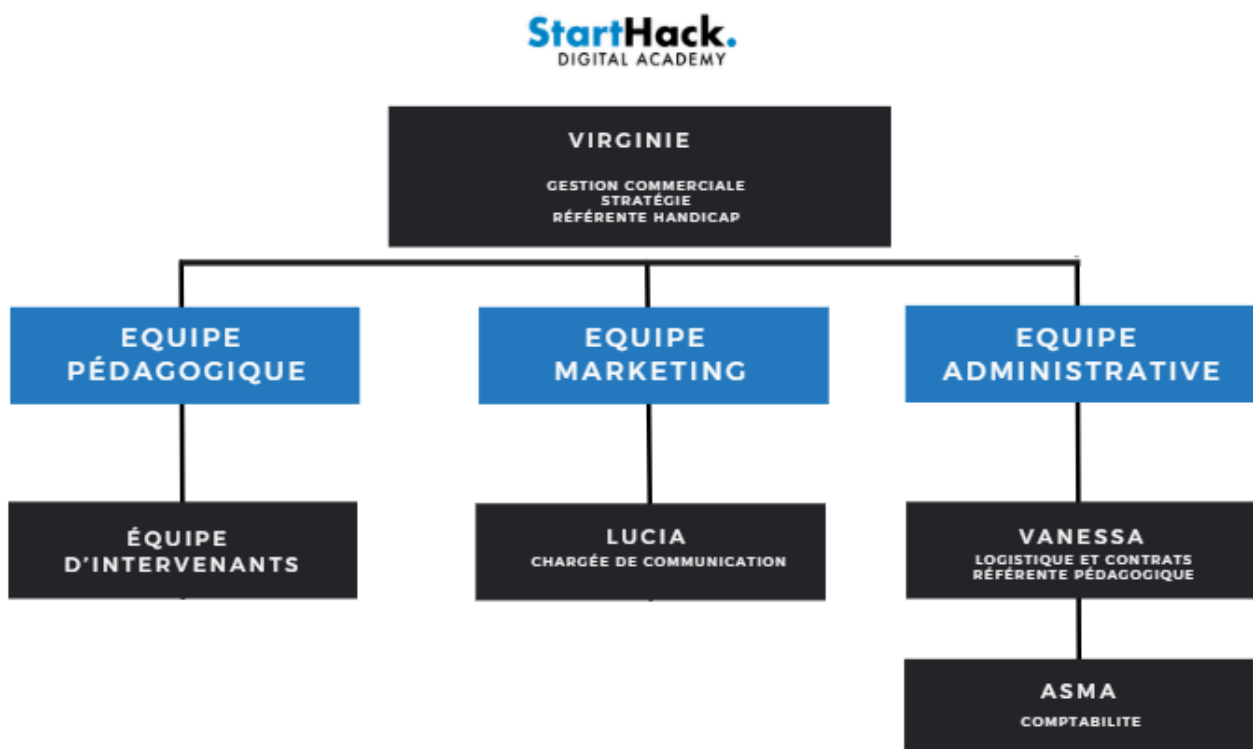 StartHack.
DIGITAL ACADEMY
VIRGINIE
GESTION COMMERCIALE
STRATÉGIE
RÉFÉRENTE HANDICAP
EQUIPE
PÉDAGOGIQUE
EQUIPE
MARKETING
EQUIPE
ADMINISTRATIVE
ÉQUIPE
D'INTERVENANTS
LUCIA
CHARGÉE DE COMMUNICATION
VANESSA
LOGISTIQUE ET CONTRATS
RÉFÉRENTE PÉDAGOGIQUE
ASMA
COMPTABILITE